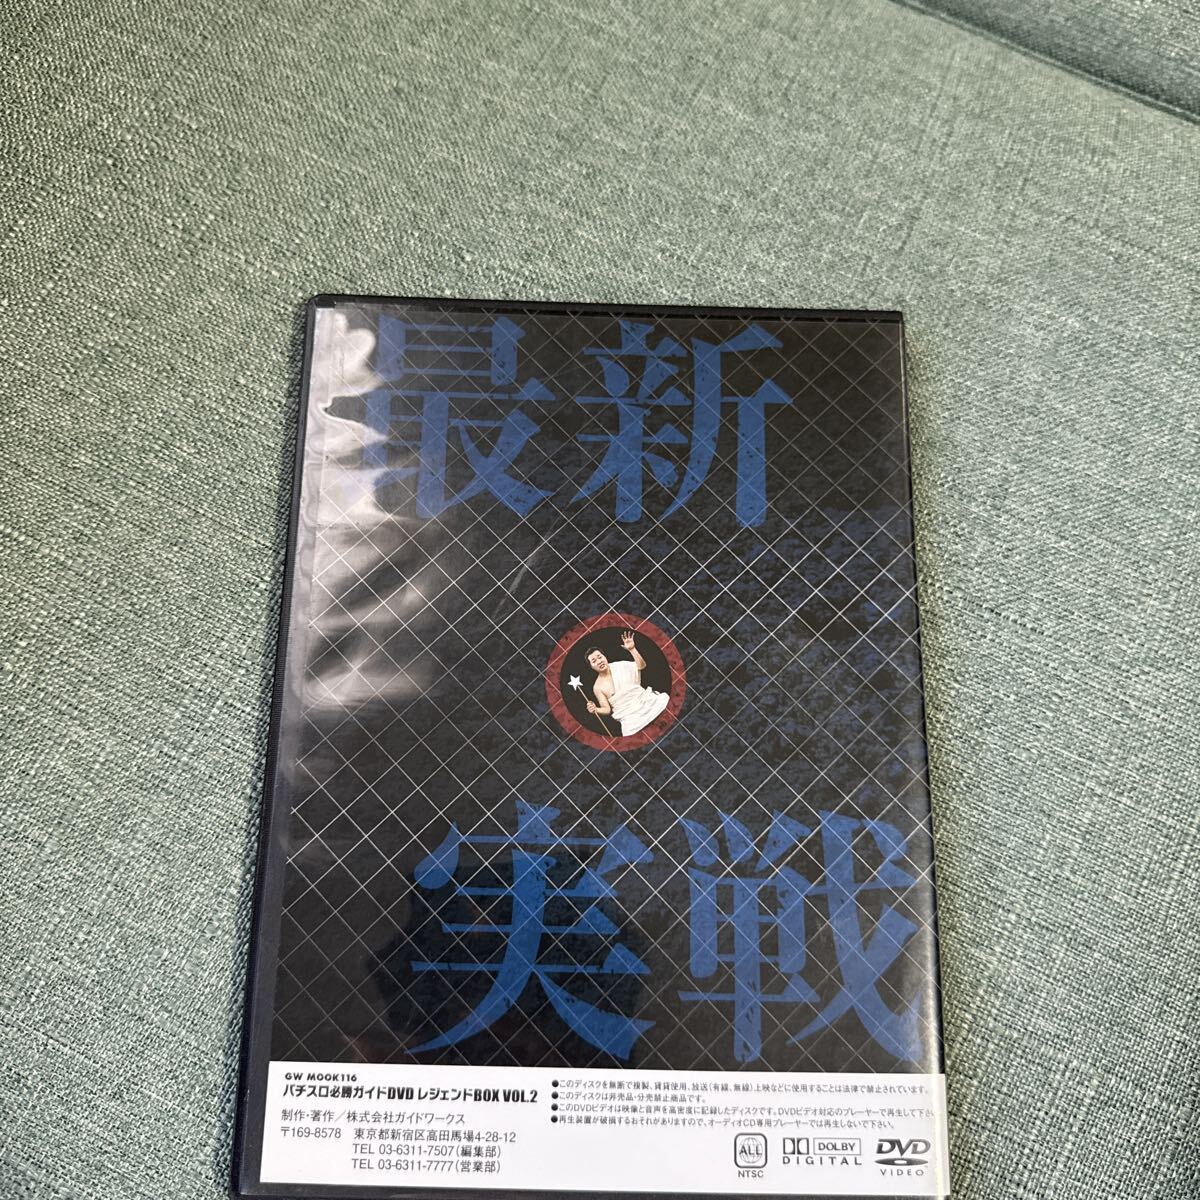 最新
実戦
GW MOOK116
パチスロ必勝ガイドDVD レジェンドBOX VOL.2
制作・著作／株式会社ガイドワークス
〒169-8578　東京都新宿区高田馬場4-28-12
TEL 03-6311-7507(編集部)
TEL 03-6311-7777(営業部)
●このディスクを無断で複製、賃貸使用、放送(有線、無線)上映などに使用することは法律で禁止されています。
●このディスクは非売品・分売禁止商品です。
●このDVDビデオは映像と音声を高密度に記録したディスクです。DVDビデオ対応のプレーヤーで再生して下さい
●再生装置が破損するおそれがありますので、オーディオCD専用プレーヤーでは再生しないで下さい。
ALL
NTSC
DOLBY
DIGITAL
DVD
VIDEO